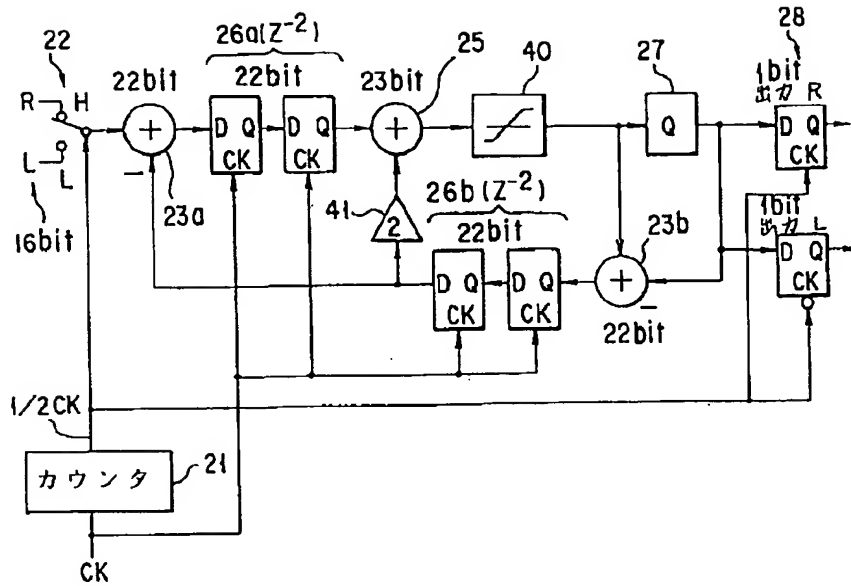 22
26a(Z⁻²)
25
40
27
28
22bit
22bit
23bit
1bit
出力 R
R
H
+
D Q
CK
D Q
CK
+
Q
D Q
CK
L
L
−
16bit
23a
41
2
26b(Z⁻²)
22bit
23b
1bit
出力 L
D Q
CK
D Q
CK
D Q
CK
+
−
22bit
1/2CK
カウンタ
21
CK